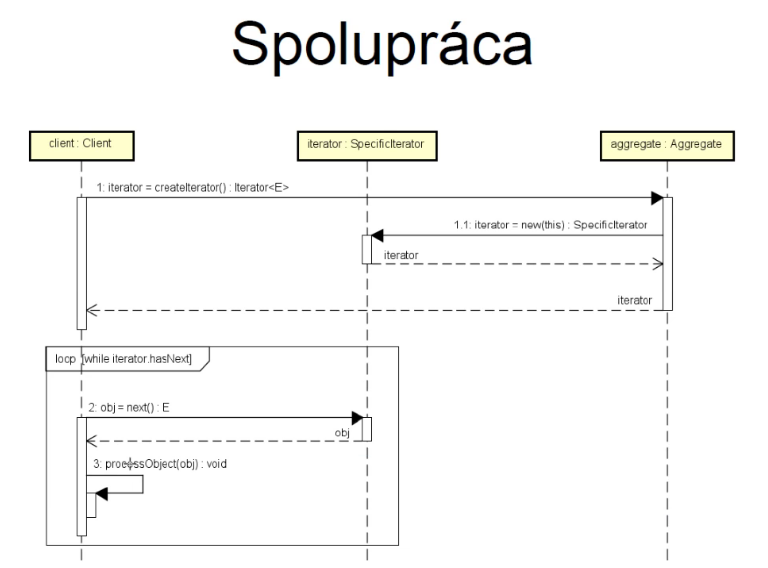 Spolupráca
client : Client
iterator : SpecificIterator
aggregate : Aggregate
1: iterator = createIterator() : Iterator<E>
1.1: iterator = new(this) : SpecificIterator
iterator
iterator
loop [while iterator.hasNext]
2: obj = next() : E
obj
3: processObject(obj) : void